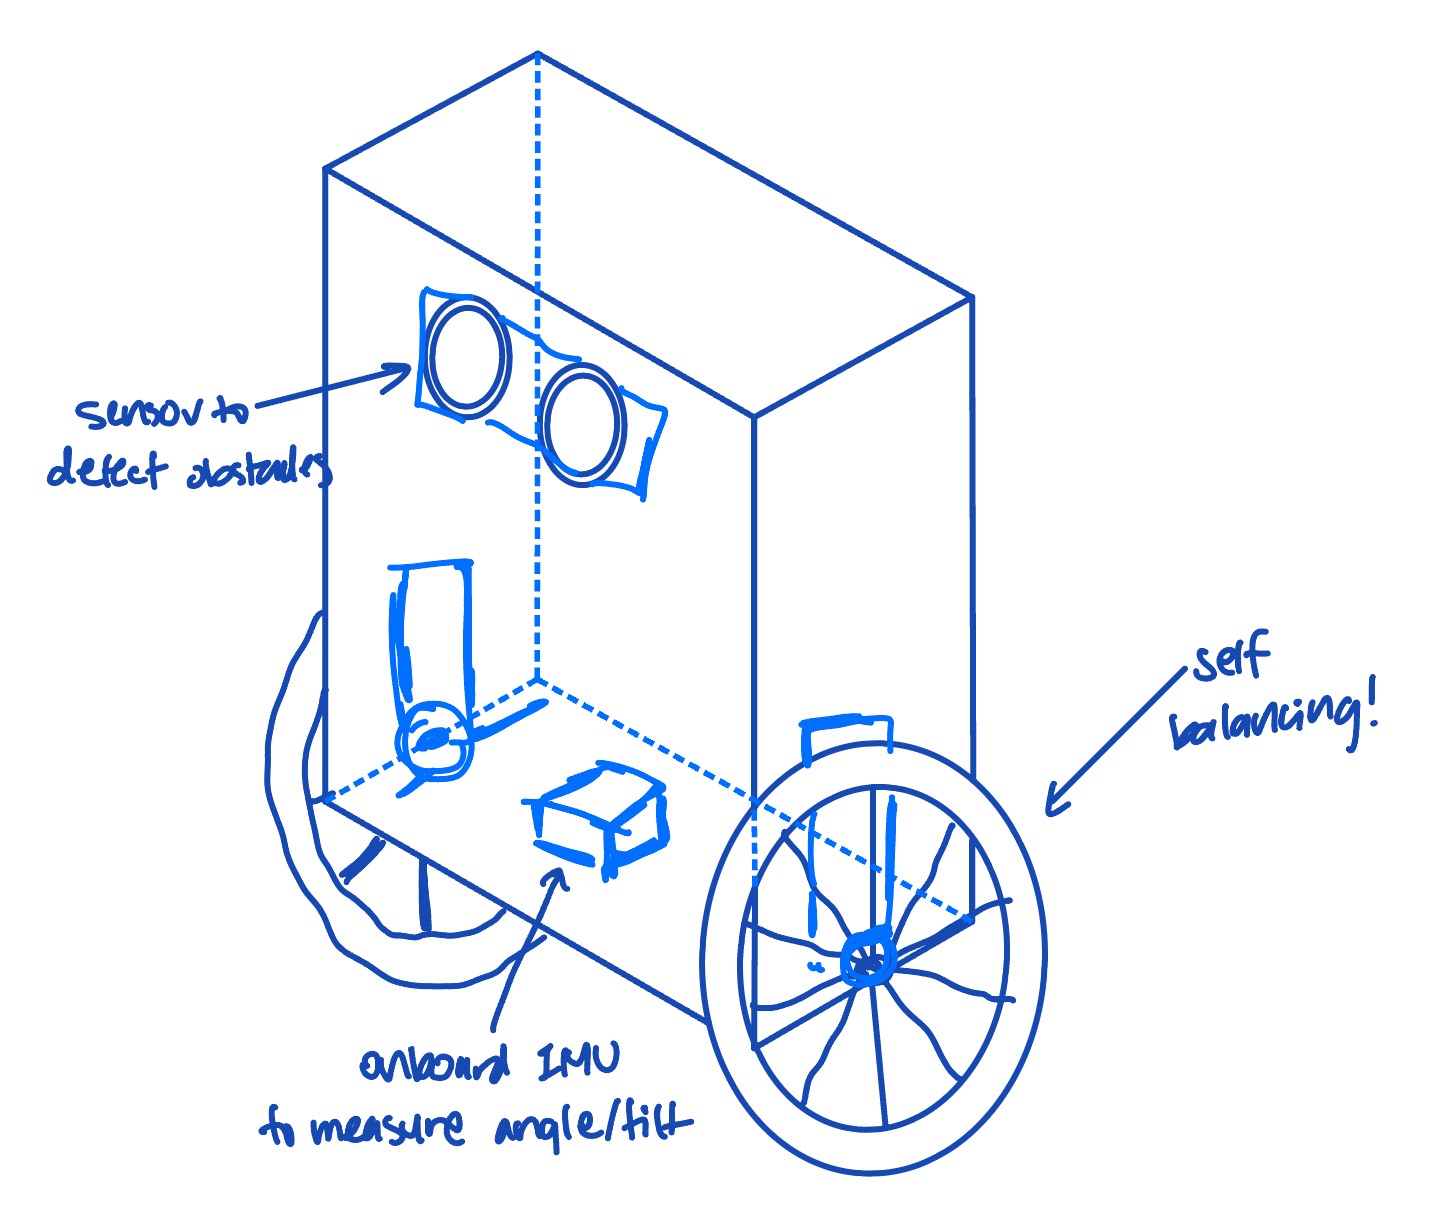 sensor to
detect obstacles
self
balancing!
onboard IMU
to measure angle/tilt